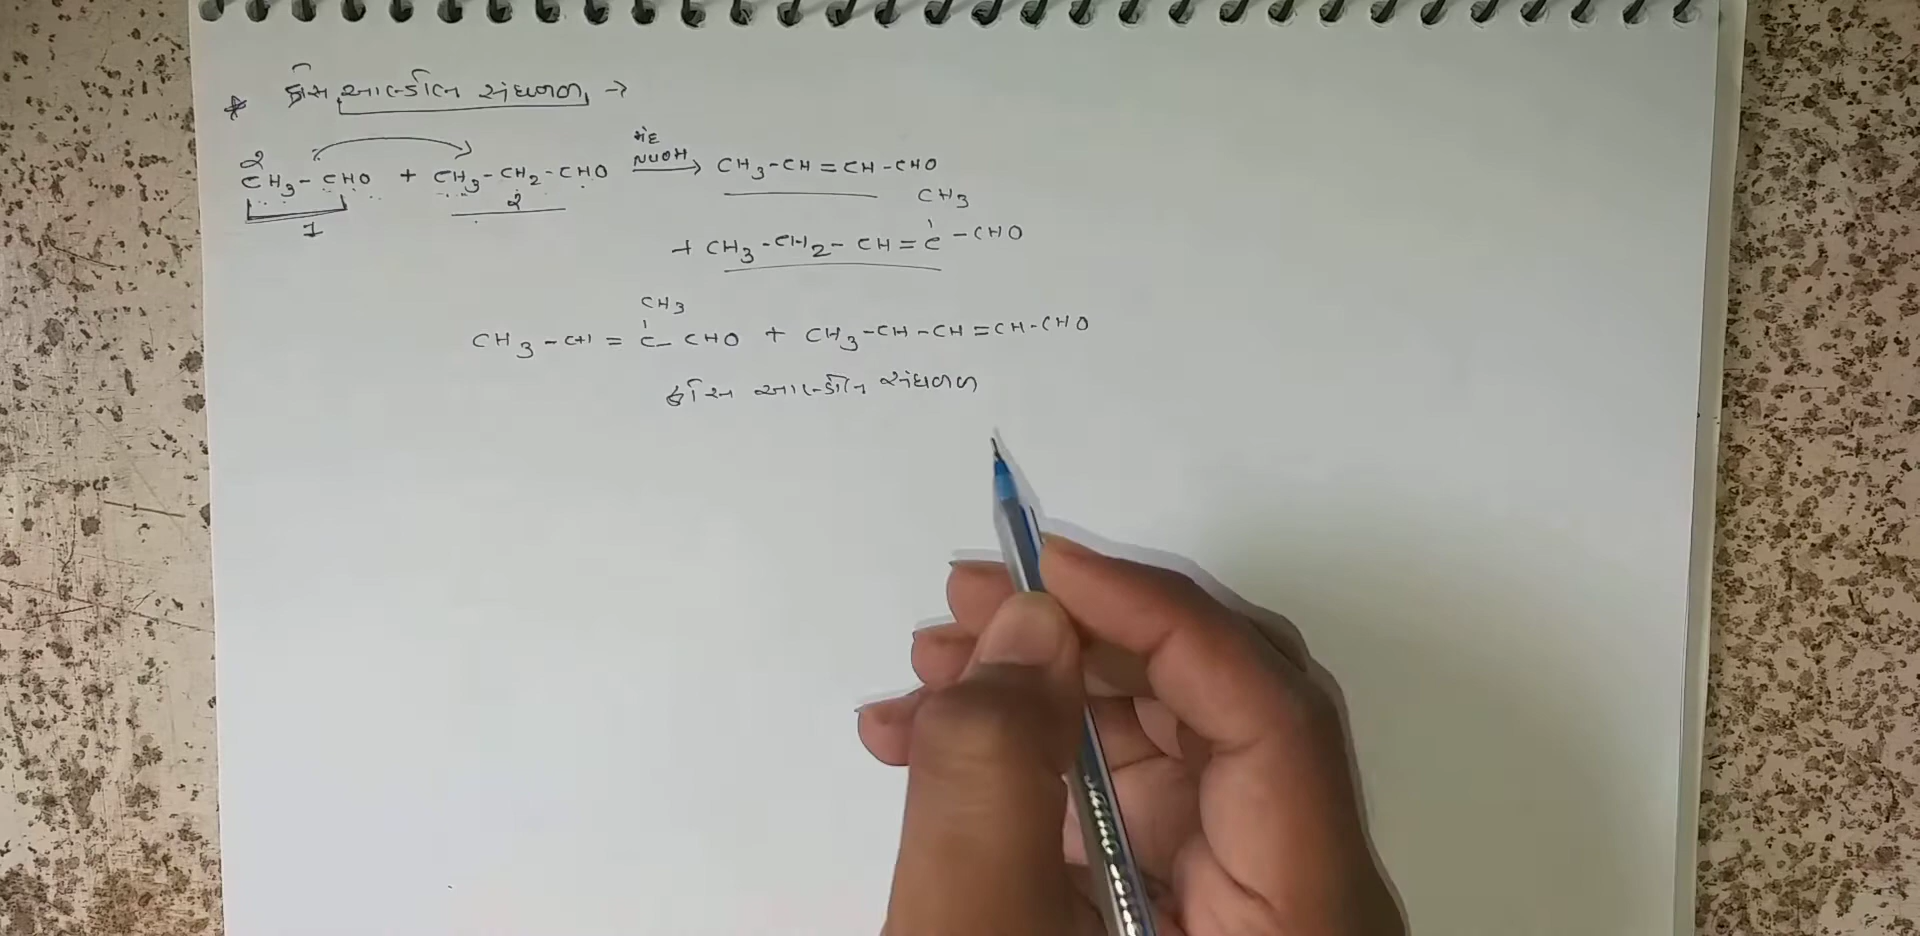 * ક્રોસ આલ્ડોલ સંઘનન →
2
CH3-CHO + CH3-CH2-CHO મંદ NaOH → CH3-CH=CH-CHO
1 2
CH3
+ CH3-CH2-CH=C-CHO
CH3
CH3-CH=C-CHO + CH3-CH-CH=CH-CHO
ક્રોસ આલ્ડોલ સંઘનન